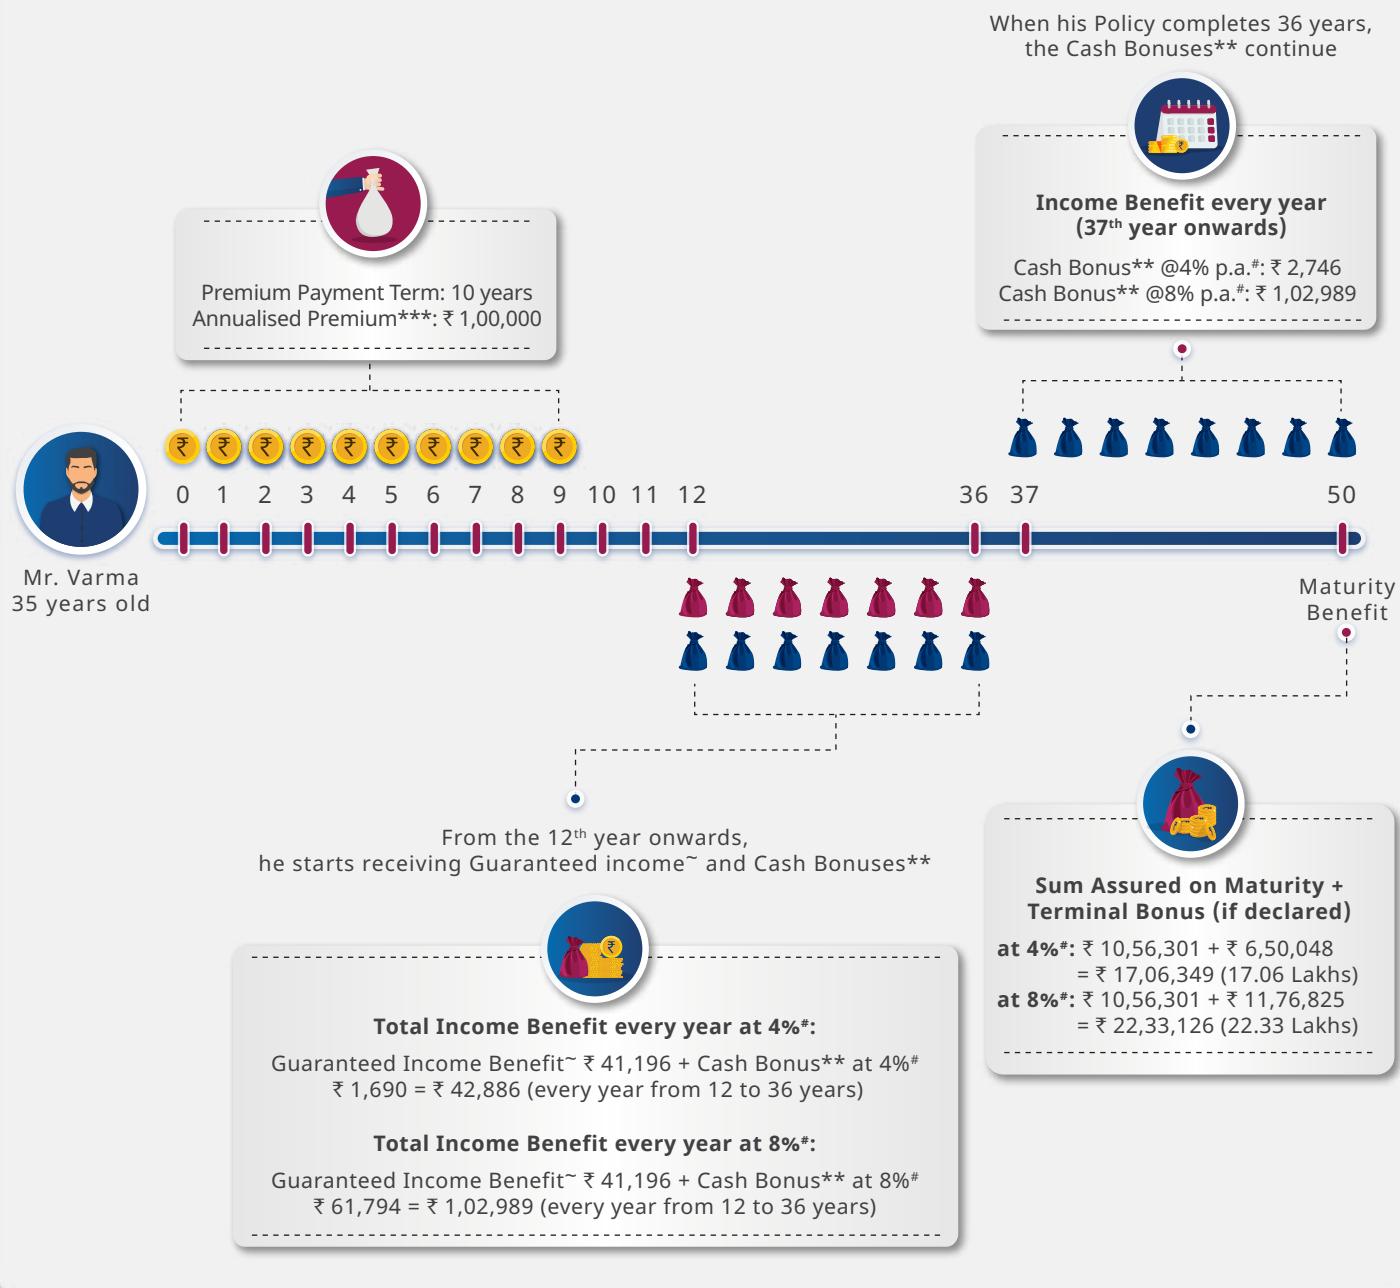 When his Policy completes 36 years,
the Cash Bonuses** continue
Income Benefit every year
(37th year onwards)
Cash Bonus** @4% p.a.#: ₹ 2,746
Cash Bonus** @8% p.a.#: ₹ 1,02,989
Premium Payment Term: 10 years
Annualised Premium***: ₹ 1,00,000
₹ ₹ ₹ ₹ ₹ ₹ ₹ ₹ ₹ ₹
0 1 2 3 4 5 6 7 8 9 10 11 12 36 37 50
Mr. Varma
35 years old
Maturity
Benefit
From the 12th year onwards,
he starts receiving Guaranteed income~ and Cash Bonuses**
Total Income Benefit every year at 4%#:
Guaranteed Income Benefit~ ₹ 41,196 + Cash Bonus** at 4%#
₹ 1,690 = ₹ 42,886 (every year from 12 to 36 years)
Total Income Benefit every year at 8%#:
Guaranteed Income Benefit~ ₹ 41,196 + Cash Bonus** at 8%#
₹ 61,794 = ₹ 1,02,989 (every year from 12 to 36 years)
Sum Assured on Maturity +
Terminal Bonus (if declared)
at 4%#: ₹ 10,56,301 + ₹ 6,50,048
= ₹ 17,06,349 (17.06 Lakhs)
at 8%#: ₹ 10,56,301 + ₹ 11,76,825
= ₹ 22,33,126 (22.33 Lakhs)